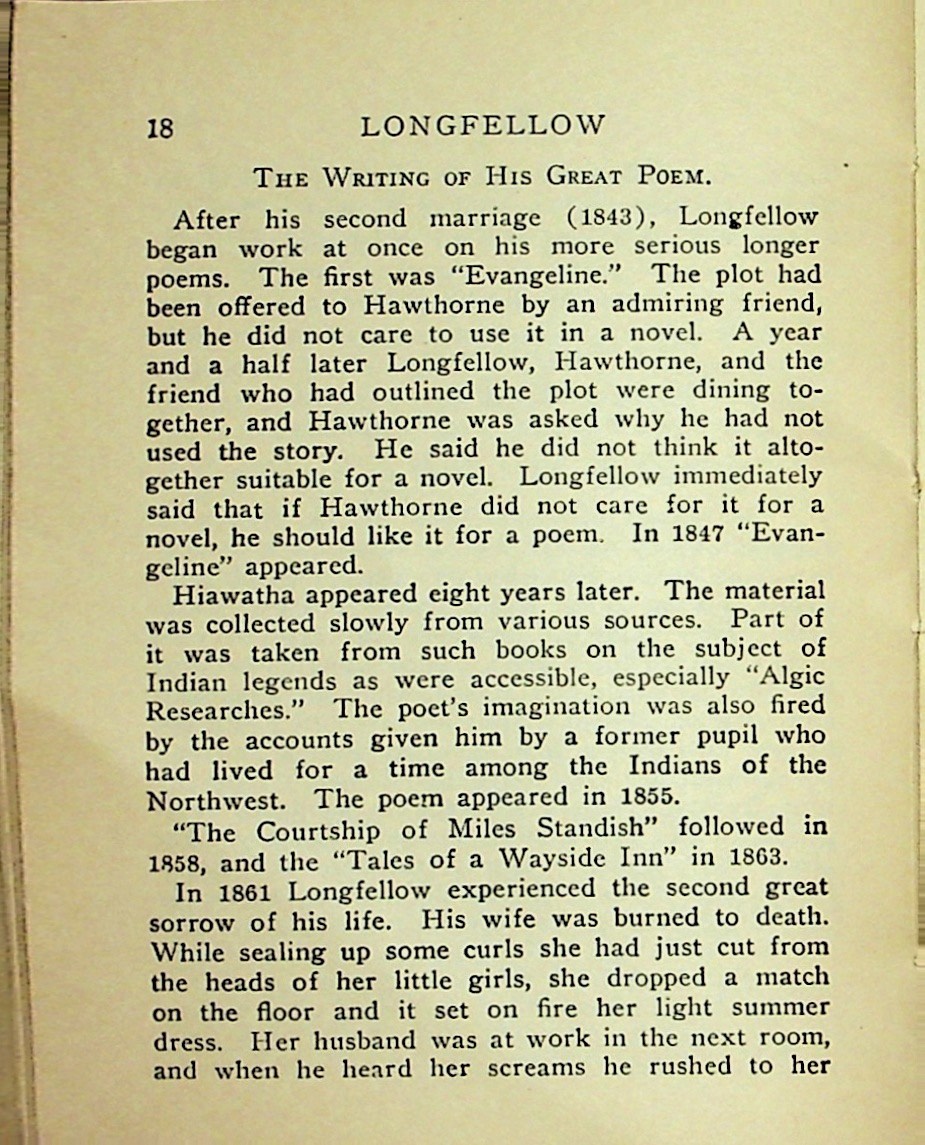 18 LONGFELLOW
The Writing of His Great Poem.
After his second marriage (1843), Longfellow
began work at once on his more serious longer
poems. The first was “Evangeline.” The plot had
been offered to Hawthorne by an admiring friend,
but he did not care to use it in a novel. A year
and a half later Longfellow, Hawthorne, and the
friend who had outlined the plot were dining to-
gether, and Hawthorne was asked why he had not
used the story. He said he did not think it alto-
gether suitable for a novel. Longfellow immediately
said that if Hawthorne did not care for it for a
novel, he should like it for a poem. In 1847 “Evan-
geline” appeared.
Hiawatha appeared eight years later. The material
was collected slowly from various sources. Part of
it was taken from such books on the subject of
Indian legends as were accessible, especially “Algic
Researches.” The poet’s imagination was also fired
by the accounts given him by a former pupil who
had lived for a time among the Indians of the
Northwest. The poem appeared in 1855.
“The Courtship of Miles Standish” followed in
1858, and the “Tales of a Wayside Inn” in 1863.
In 1861 Longfellow experienced the second great
sorrow of his life. His wife was burned to death.
While sealing up some curls she had just cut from
the heads of her little girls, she dropped a match
on the floor and it set on fire her light summer
dress. Her husband was at work in the next room,
and when he heard her screams he rushed to her